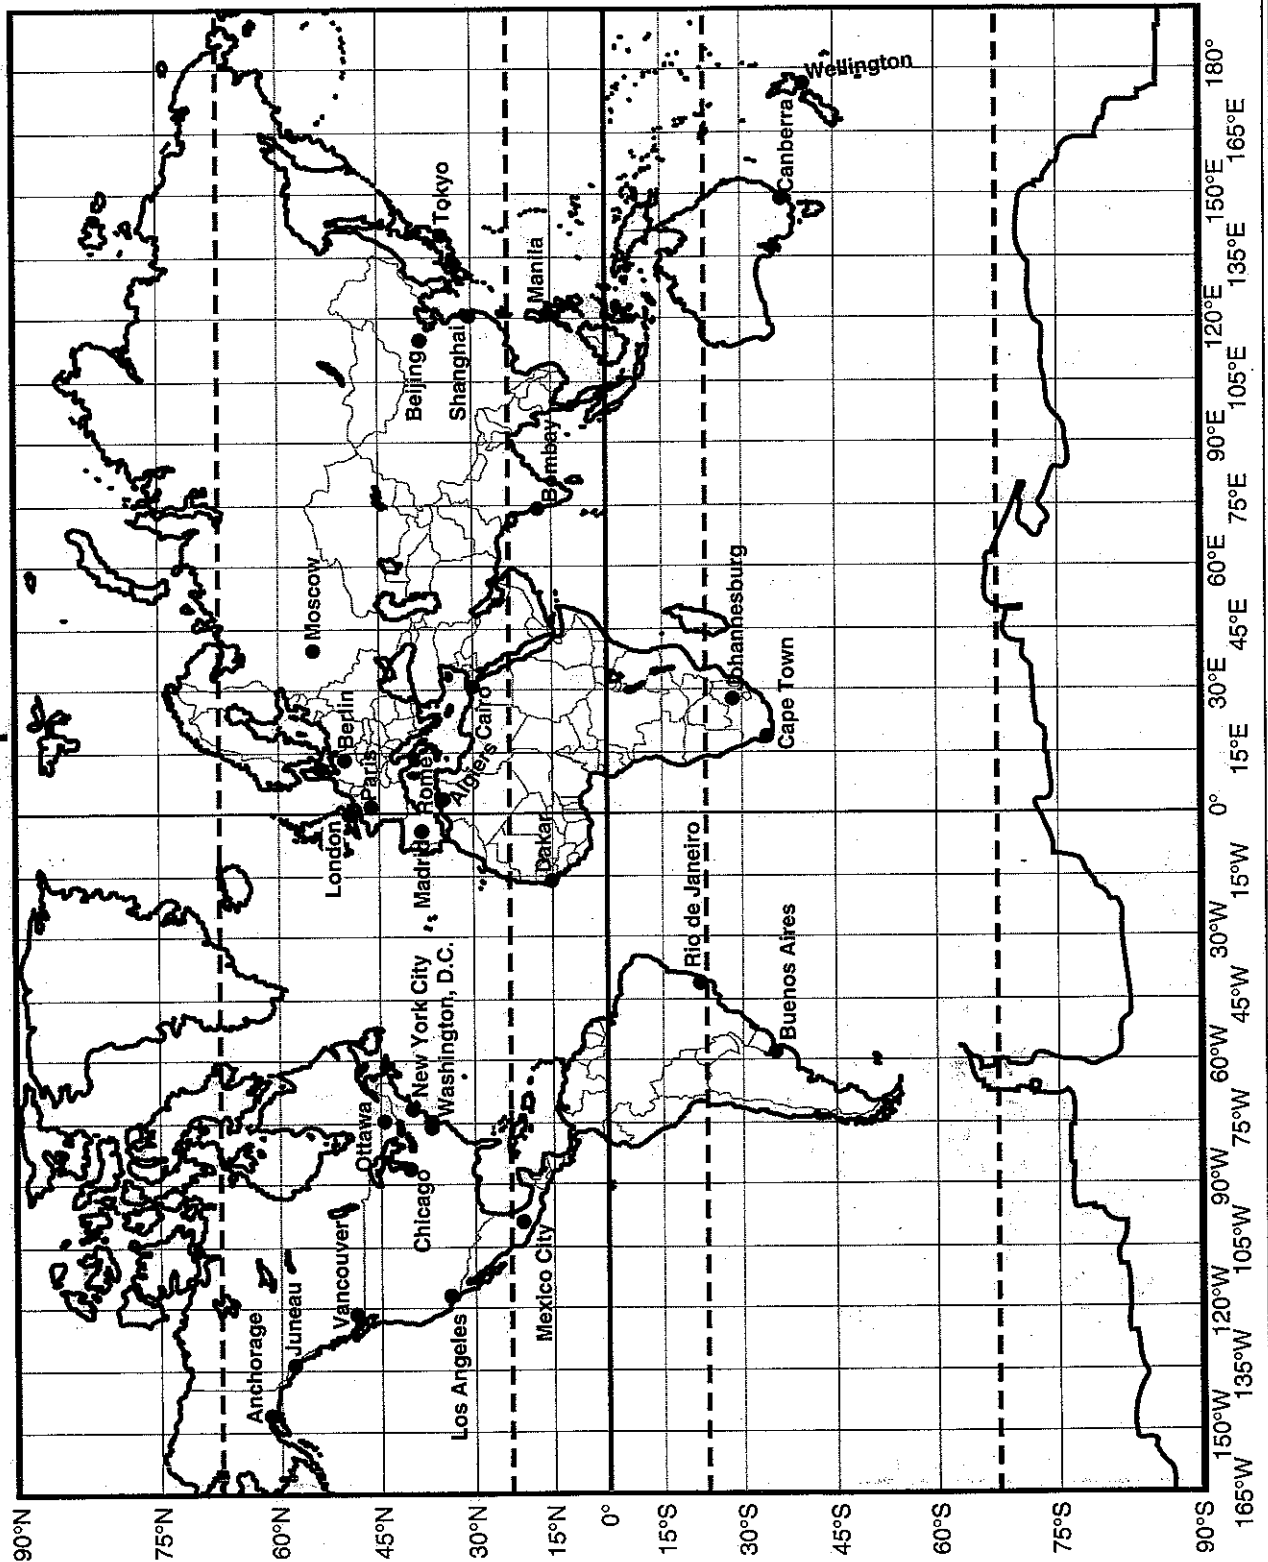 90°N
75°N
60°N
45°N
30°N
15°N
0°
15°S
30°S
45°S
60°S
75°S
90°S
165°W
150°W
135°W
120°W
105°W
90°W
75°W
60°W
45°W
30°W
15°W
0°
15°E
30°E
45°E
60°E
75°E
90°E
105°E
120°E
135°E
150°E
165°E
180°
Anchorage
Juneau
Vancouver
Los Angeles
Mexico City
Chicago
Ottawa
New York City
Washington, D.C.
Rio de Janeiro
Buenos Aires
London
Paris
Berlin
Madrid
Rome
Algiers
Cairo
Dakar
Moscow
Johannesburg
Cape Town
Bombay
Beijing
Shanghai
Manila
Tokyo
Canberra
Wellington